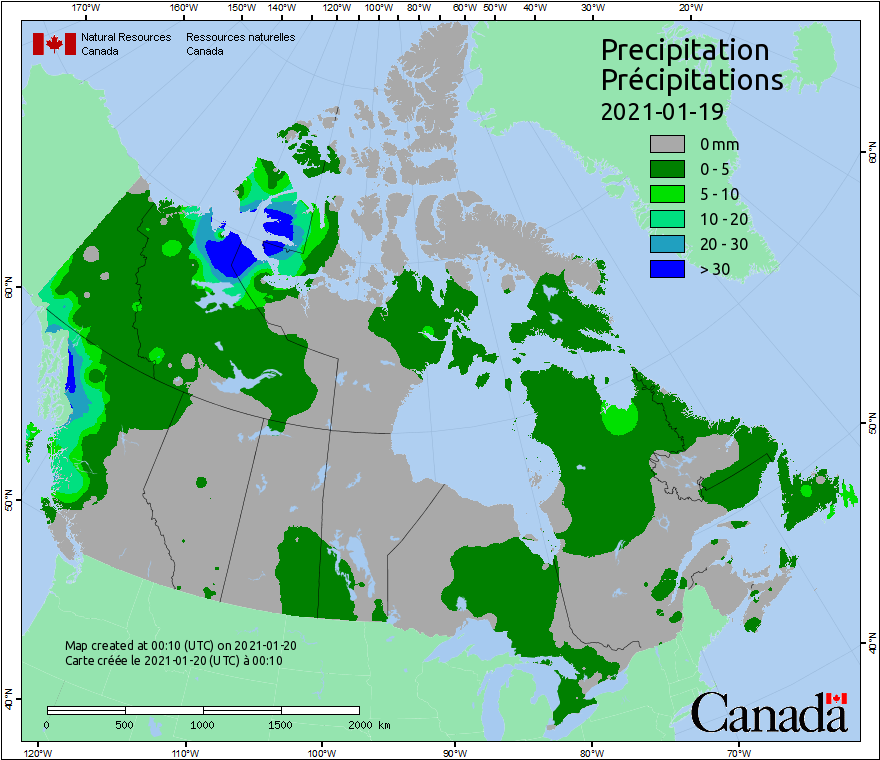 170°W 160°W 150°W 140°W 120°W 100°W 80°W 60°W 50°W 40°W 30°W 20°W
Natural Resources Canada
Ressources naturelles Canada
Precipitation
Précipitations
2021-01-19
0 mm
0 - 5
5 - 10
10 - 20
20 - 30
> 30
60°N
50°N
40°N
60°N
50°N
40°N
Map created at 00:10 (UTC) on 2021-01-20
Carte créée le 2021-01-20 (UTC) à 00:10
0 500 1000 1500 2000 km
Canada
120°W 110°W 100°W 90°W 80°W 70°W